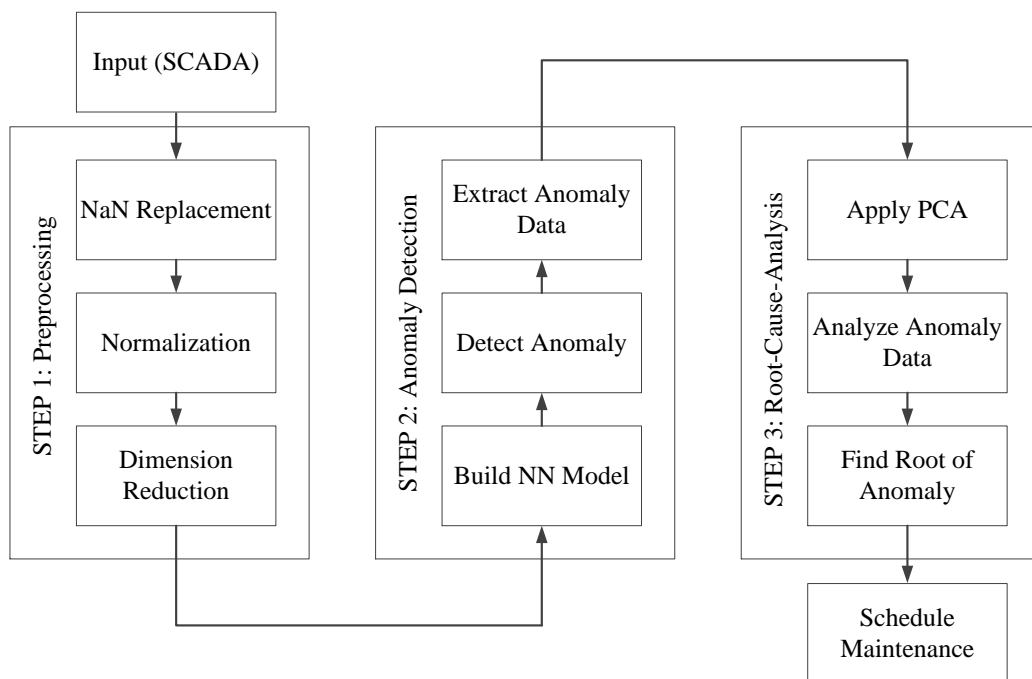 Input (SCADA)
STEP 1: Preprocessing
NaN Replacement
Normalization
Dimension
Reduction
STEP 2: Anomaly Detection
Extract Anomaly
Data
Detect Anomaly
Build NN Model
STEP 3: Root-Cause-Analysis
Apply PCA
Analyze Anomaly
Data
Find Root of
Anomaly
Schedule
Maintenance